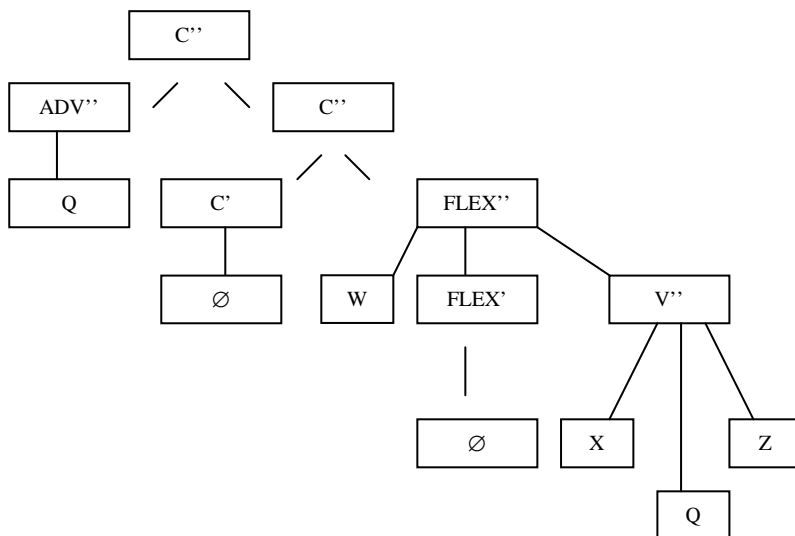 C’’
ADV’’ C’’
Q C’ FLEX’’
∅ W FLEX’ V’’
∅ X Z
Q